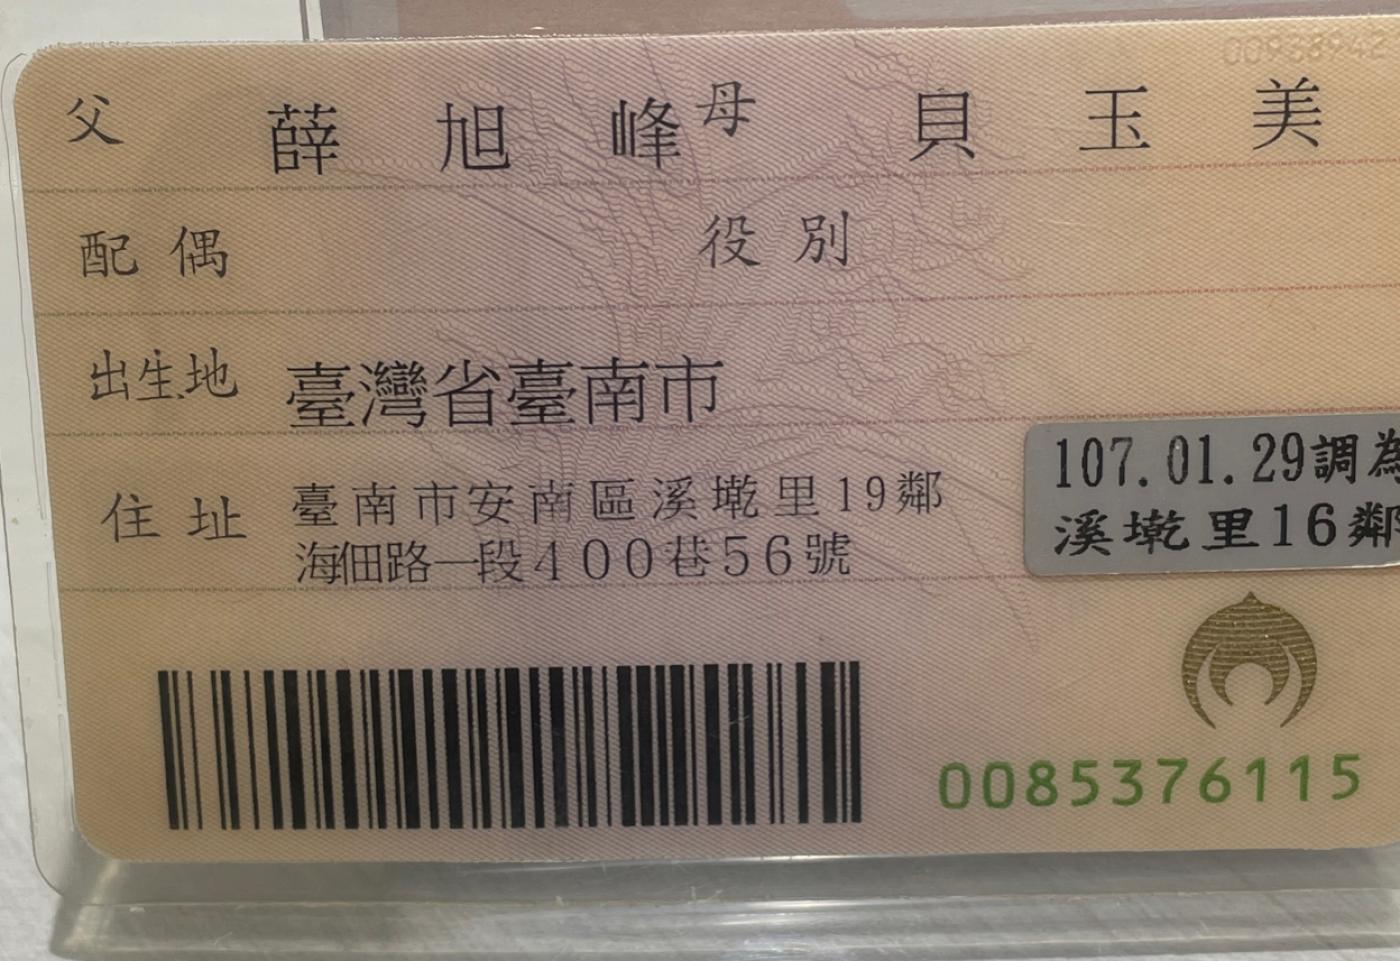 父 薛旭峰 母 貝玉美
配偶 役別
出生地 臺灣省臺南市
住址 臺南市安南區溪墘里19鄰
海佃路一段400巷56號
107.01.29調為
溪墘里16鄰
0085376115